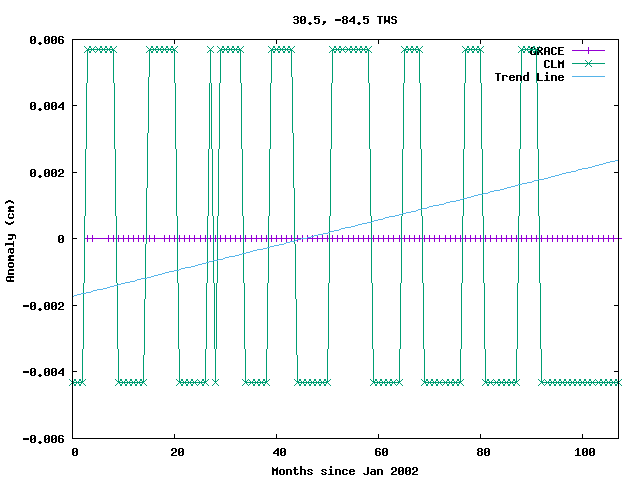 30.5, -84.5 TWS
GRACE
CLM
Trend Line
0.006
0.004
0.002
0
-0.002
-0.004
-0.006
Anomaly (cm)
0 20 40 60 80 100
Months since Jan 2002